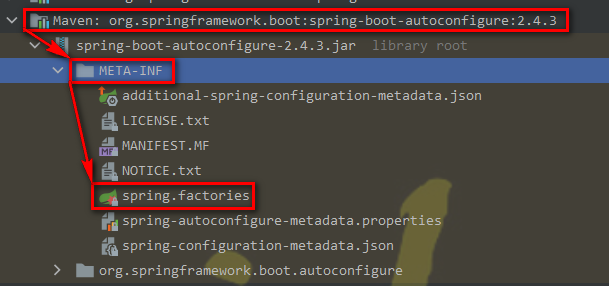 Maven: org.springframework.boot:spring-boot-autoconfigure:2.4.3
spring-boot-autoconfigure-2.4.3.jar library root
META-INF
additional-spring-configuration-metadata.json
LICENSE.txt
MF MANIFEST.MF
NOTICE.txt
spring.factories
spring-autoconfigure-metadata.properties
spring-configuration-metadata.json
org.springframework.boot.autoconfigure